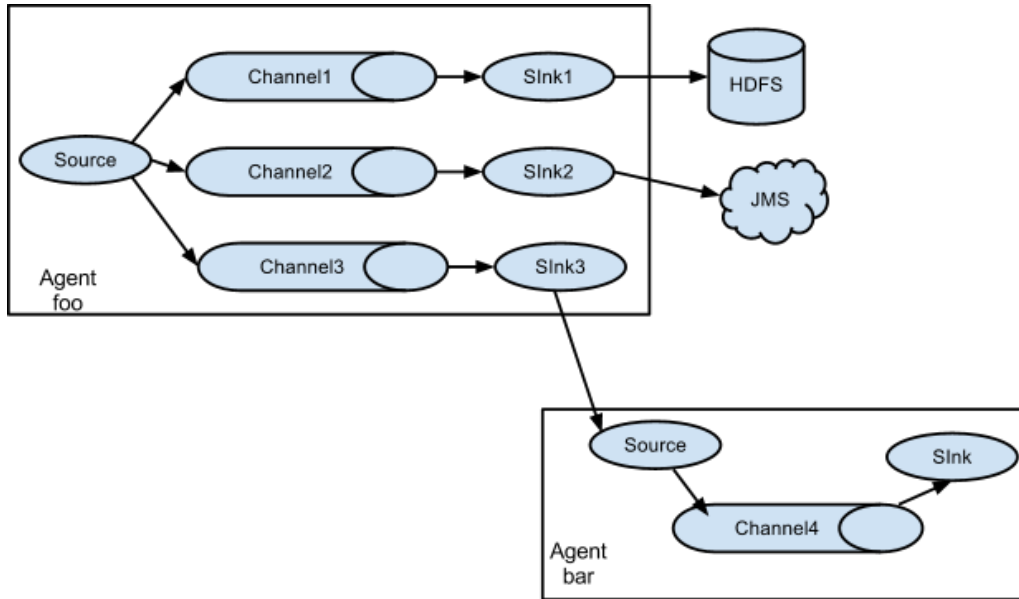 Channel1
SInk1
HDFS
Source
Channel2
SInk2
JMS
Channel3
SInk3
Agent
foo
Source
SInk
Channel4
Agent
bar